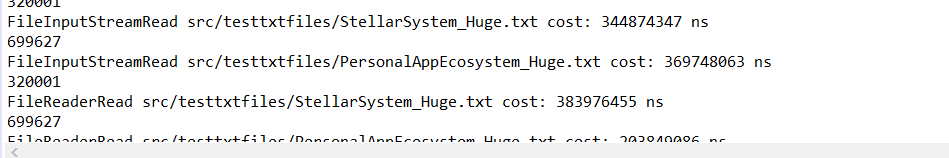 320001
FileInputStreamRead src/testtxtfiles/StellarSystem_Huge.txt cost: 344874347 ns
699627
FileInputStreamRead src/testtxtfiles/PersonalAppEcosystem_Huge.txt cost: 369748063 ns
320001
FileReaderRead src/testtxtfiles/StellarSystem_Huge.txt cost: 383976455 ns
699627
FileReaderRead src/testtxtfiles/PersonalAppEcosystem_Huge.txt cost: 203849086 ns